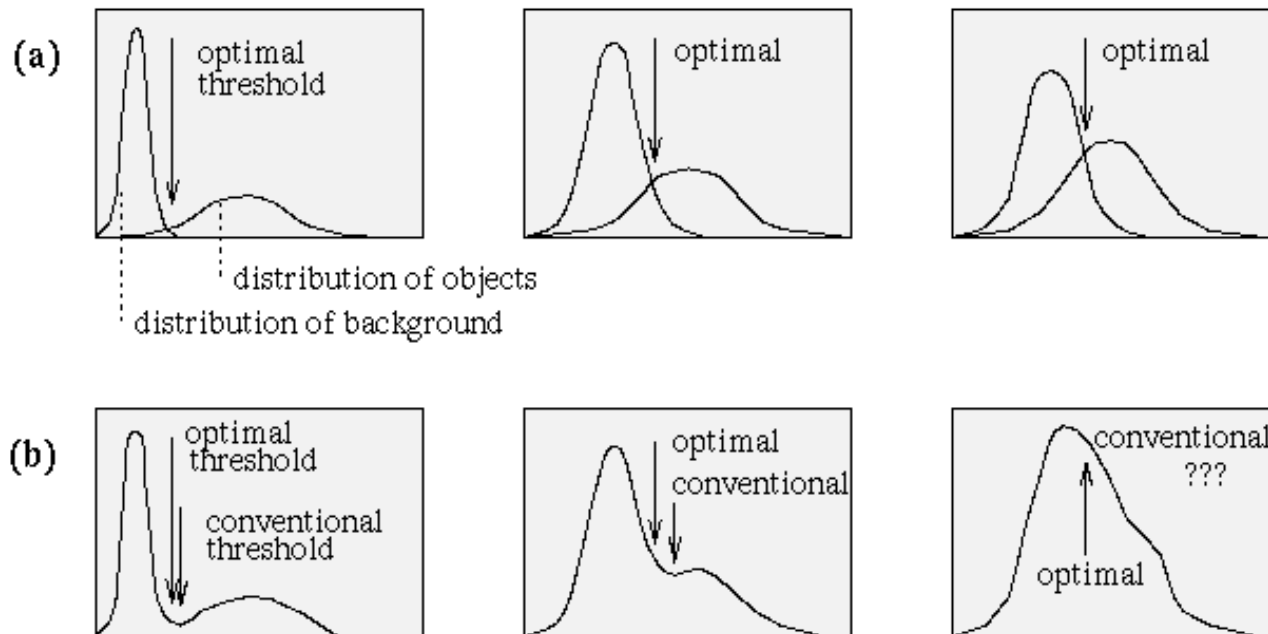 (a)
optimal
threshold
optimal
optimal
distribution of objects
distribution of background
(b)
optimal
threshold
conventional
threshold
optimal
conventional
conventional
???
optimal